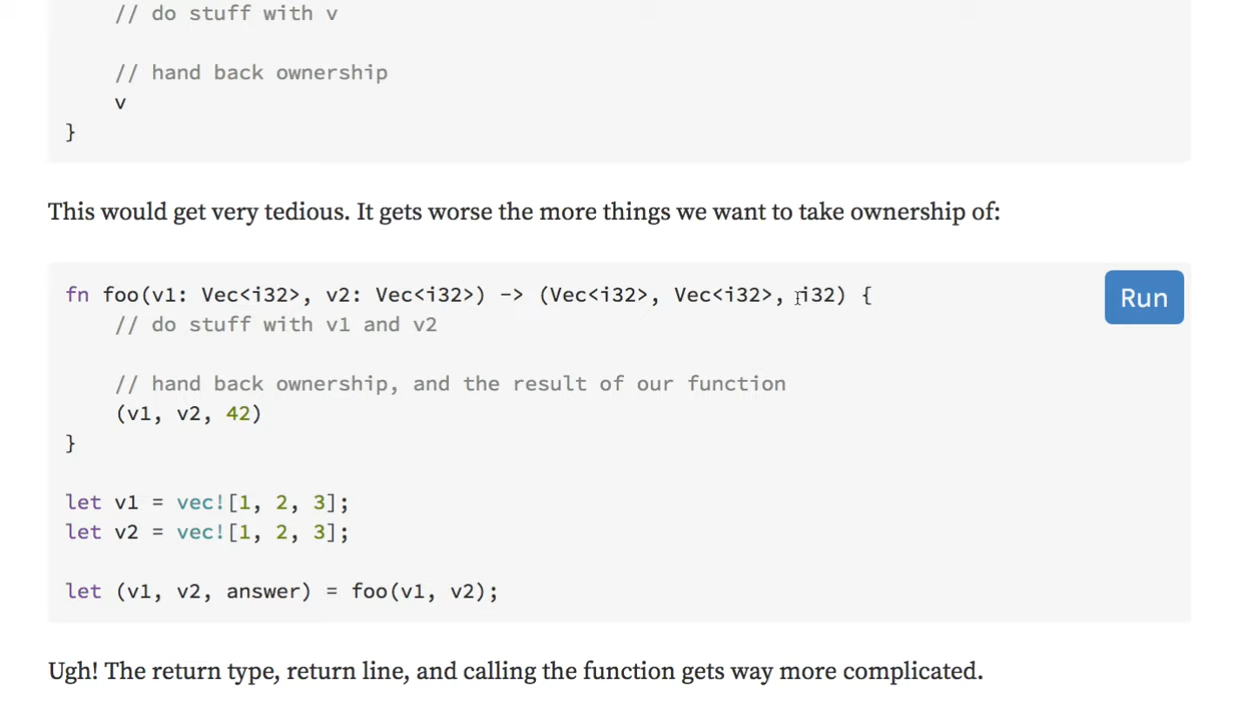 // do stuff with v
// hand back ownership
v
}
This would get very tedious. It gets worse the more things we want to take ownership of:
fn foo(v1: Vec<i32>, v2: Vec<i32>) -> (Vec<i32>, Vec<i32>, i32) {
Run
// do stuff with v1 and v2
// hand back ownership, and the result of our function
(v1, v2, 42)
}
let v1 = vec![1, 2, 3];
let v2 = vec![1, 2, 3];
let (v1, v2, answer) = foo(v1, v2);
Ugh! The return type, return line, and calling the function gets way more complicated.